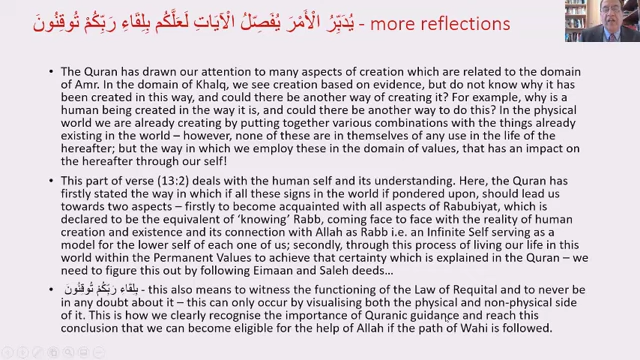 يُدَبِّرُ الْأَمْرَ يُفَصِّلُ الْآيَاتِ لَعَلَّكُم بِلِقَاءِ رَبِّكُمْ تُوقِنُونَ - more reflections
• The Quran has drawn our attention to many aspects of creation which are related to the domain
of Amr. In the domain of Khalq, we see creation based on evidence, but do not know why it has
been created in this way, and could there be another way of creating it? For example, why is a
human being created in the way it is, and could there be another way to do this? In the physical
world we are already creating by putting together various combinations with the things already
existing in the world – however, none of these are in themselves of any use in the life of the
hereafter; but the way in which we employ these in the domain of values, that has an impact on
the hereafter through our self!
• This part of verse (13:2) deals with the human self and its understanding. Here, the Quran has
firstly stated the way in which if all these signs in the world if pondered upon, should lead us
towards two aspects – firstly to become acquainted with all aspects of Rabubiyat, which is
declared to be the equivalent of ‘knowing’ Rabb, coming face to face with the reality of human
creation and existence and its connection with Allah as Rabb i.e. an Infinite Self serving as a
model for the lower self of each one of us; secondly, through this process of living our life in this
world within the Permanent Values to achieve that certainty which is explained in the Quran – we
need to figure this out by following Eimaan and Saleh deeds…
• بِلِقَاءِ رَبِّكُمْ تُوقِنُونَ - this also means to witness the functioning of the Law of Requital and to never be
in any doubt about it – this can only occur by visualising both the physical and non-physical side
of it. This is how we clearly recognise the importance of Quranic guidance and reach this
conclusion that we can become eligible for the help of Allah if the path of Wahi is followed.